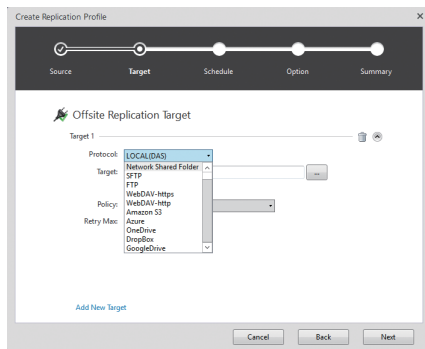 Create Replication Profile
Source Target Schedule Option Summary
Offsite Replication Target
Target 1
Protocol: LOCAL(DAS)
Network Shared Folder
Target: SFTP
FTP
WebDAV-https
Policy: WebDAV-http
Amazon S3
Retry Max: Azure
OneDrive
DropBox
GoogleDrive
Add New Target
Cancel Back Next